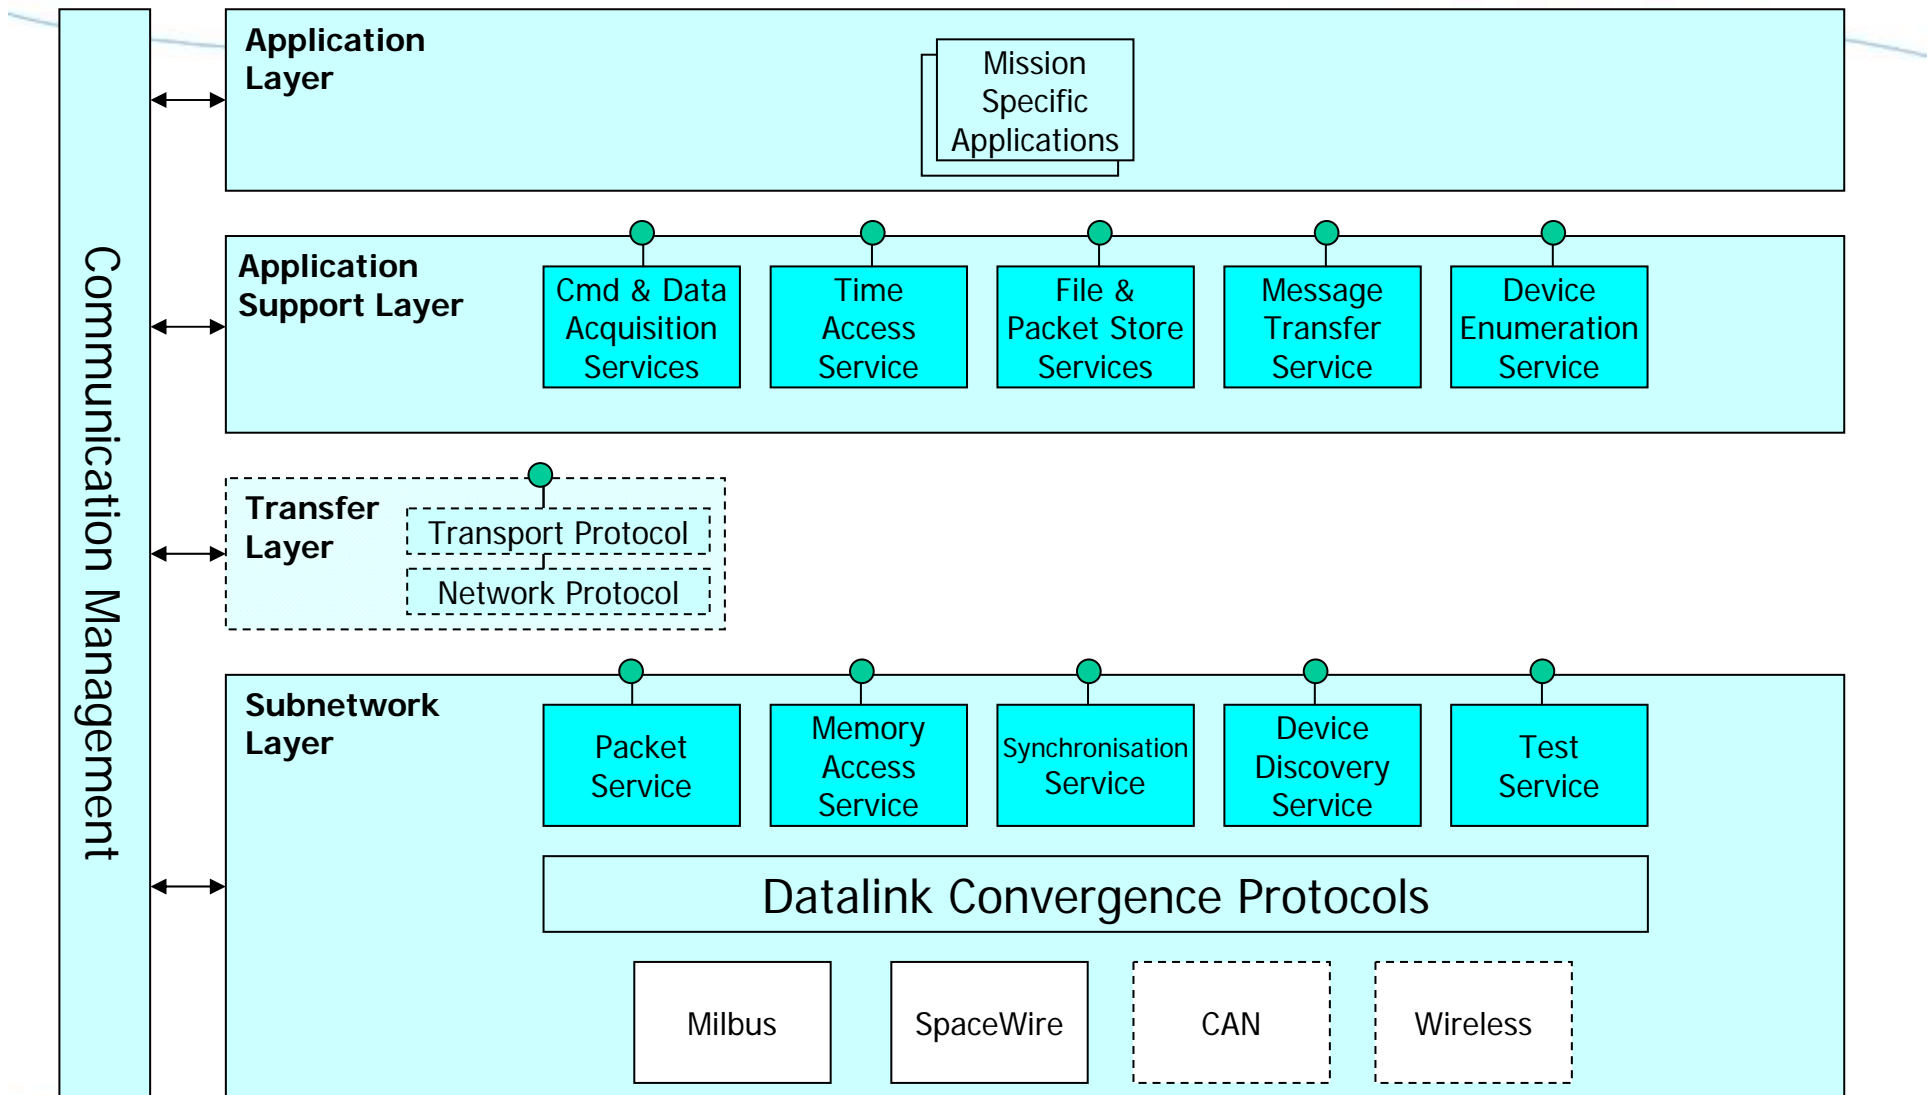 Communication Management
Application
Layer
Mission
Specific
Applications
Application
Support Layer
Cmd & Data
Acquisition
Services
Time
Access
Service
File &
Packet Store
Services
Message
Transfer
Service
Device
Enumeration
Service
Transfer
Layer
Transport Protocol
Network Protocol
Subnetwork
Layer
Packet
Service
Memory
Access
Service
Synchronisation
Service
Device
Discovery
Service
Test
Service
Datalink Convergence Protocols
Milbus
SpaceWire
CAN
Wireless